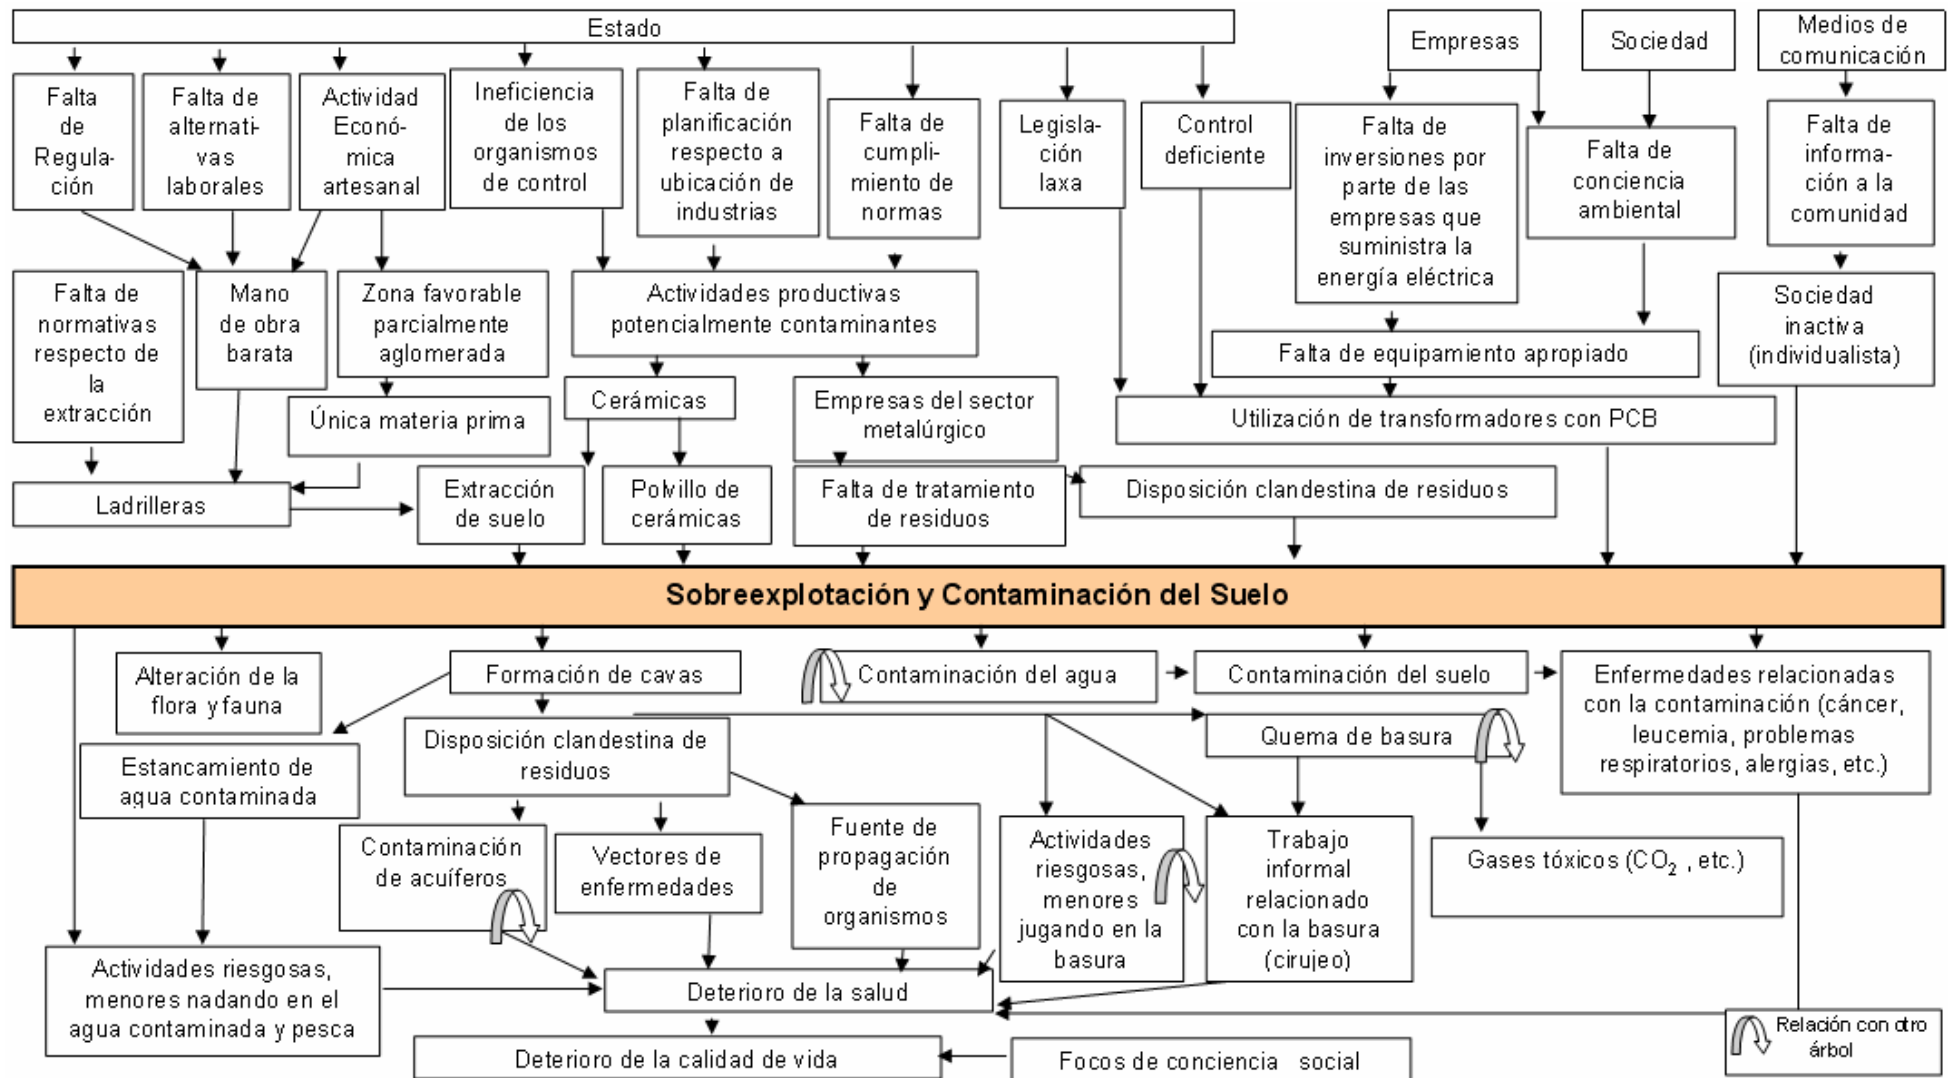 Estado
Empresas
Sociedad
Medios de
comunicación
Falta
de
Regula-
ción
Falta de
alternati-
vas
laborales
Actividad
Econó-
mica
artesanal
Ineficiencia
de los
organismos
de control
Falta de
planificación
respecto a
ubicación de
industrias
Falta de
cumpli-
miento de
normas
Legisla-
ción
laxa
Control
deficiente
Falta de
inversiones por
parte de las
empresas que
suministra la
energía eléctrica
Falta de
conciencia
ambiental
Falta de
informa-
ción a la
comunidad
Falta de
normativas
respecto de
la
extracción
Mano
de obra
barata
Zona favorable
parcialmente
aglomerada
Actividades productivas
potencialmente contaminantes
Sociedad
inactiva
(individualista)
Falta de equipamiento apropiado
Única materia prima
Cerámicas
Empresas del sector
metalúrgico
Utilización de transformadores con PCB
Ladrilleras
Extracción
de suelo
Polvillo de
cerámicas
Falta de tratamiento
de residuos
Disposición clandestina de residuos
Sobreexplotación y Contaminación del Suelo
Alteración de la
flora y fauna
Formación de cavas
Contaminación del agua
Contaminación del suelo
Enfermedades relacionadas
con la contaminación (cáncer,
leucemia, problemas
respiratorios, alergias, etc.)
Estancamiento de
agua contaminada
Disposición clandestina de
residuos
Quema de basura
Contaminación
de acuíferos
Vectores de
enfermedades
Fuente de
propagación
de
organismos
Actividades
riesgosas,
menores
jugando en la
basura
Trabajo
informal
relacionado
con la basura
(cirujeo)
Gases tóxicos (CO₂ , etc.)
Actividades riesgosas,
menores nadando en el
agua contaminada y pesca
Deterioro de la salud
Deterioro de la calidad de vida
Focos de conciencia social
Relación con otro
árbol